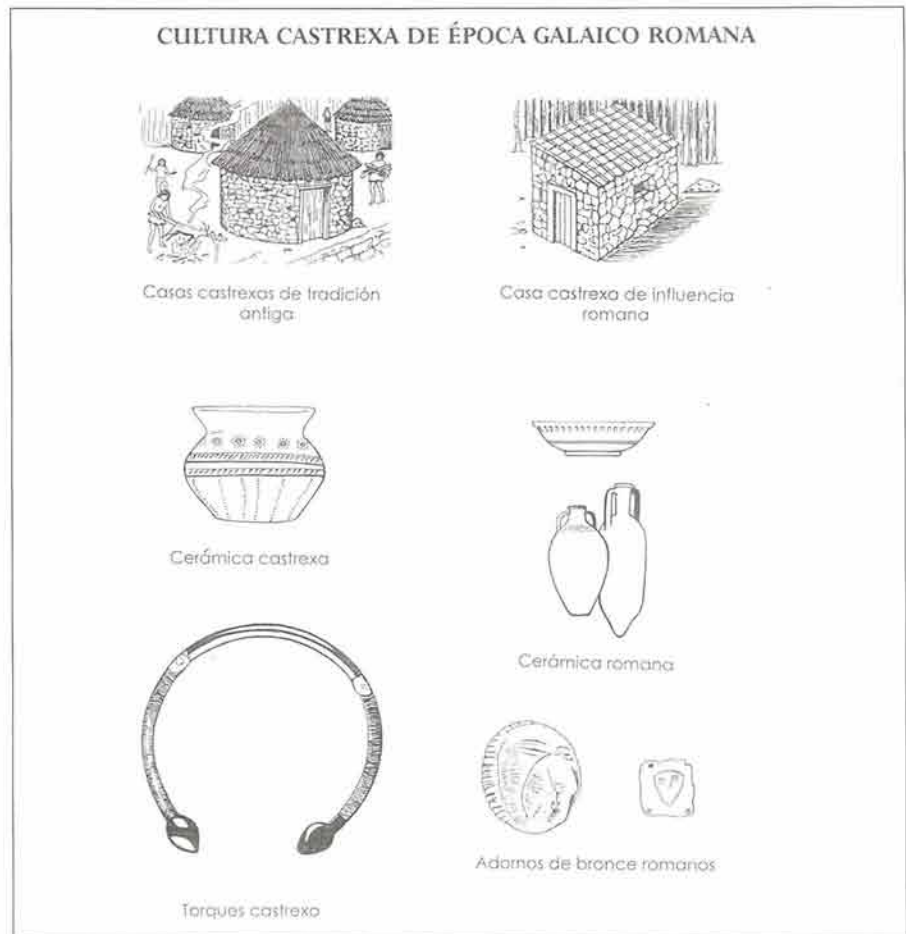 CULTURA CASTREXA DE ÉPOCA GALAICO ROMANA
Casas castrexas de tradición
antiga
Casa castrexa de influencia
romana
Cerámica castrexa
Cerámica romana
Torques castrexo
Adornos de bronce romanos